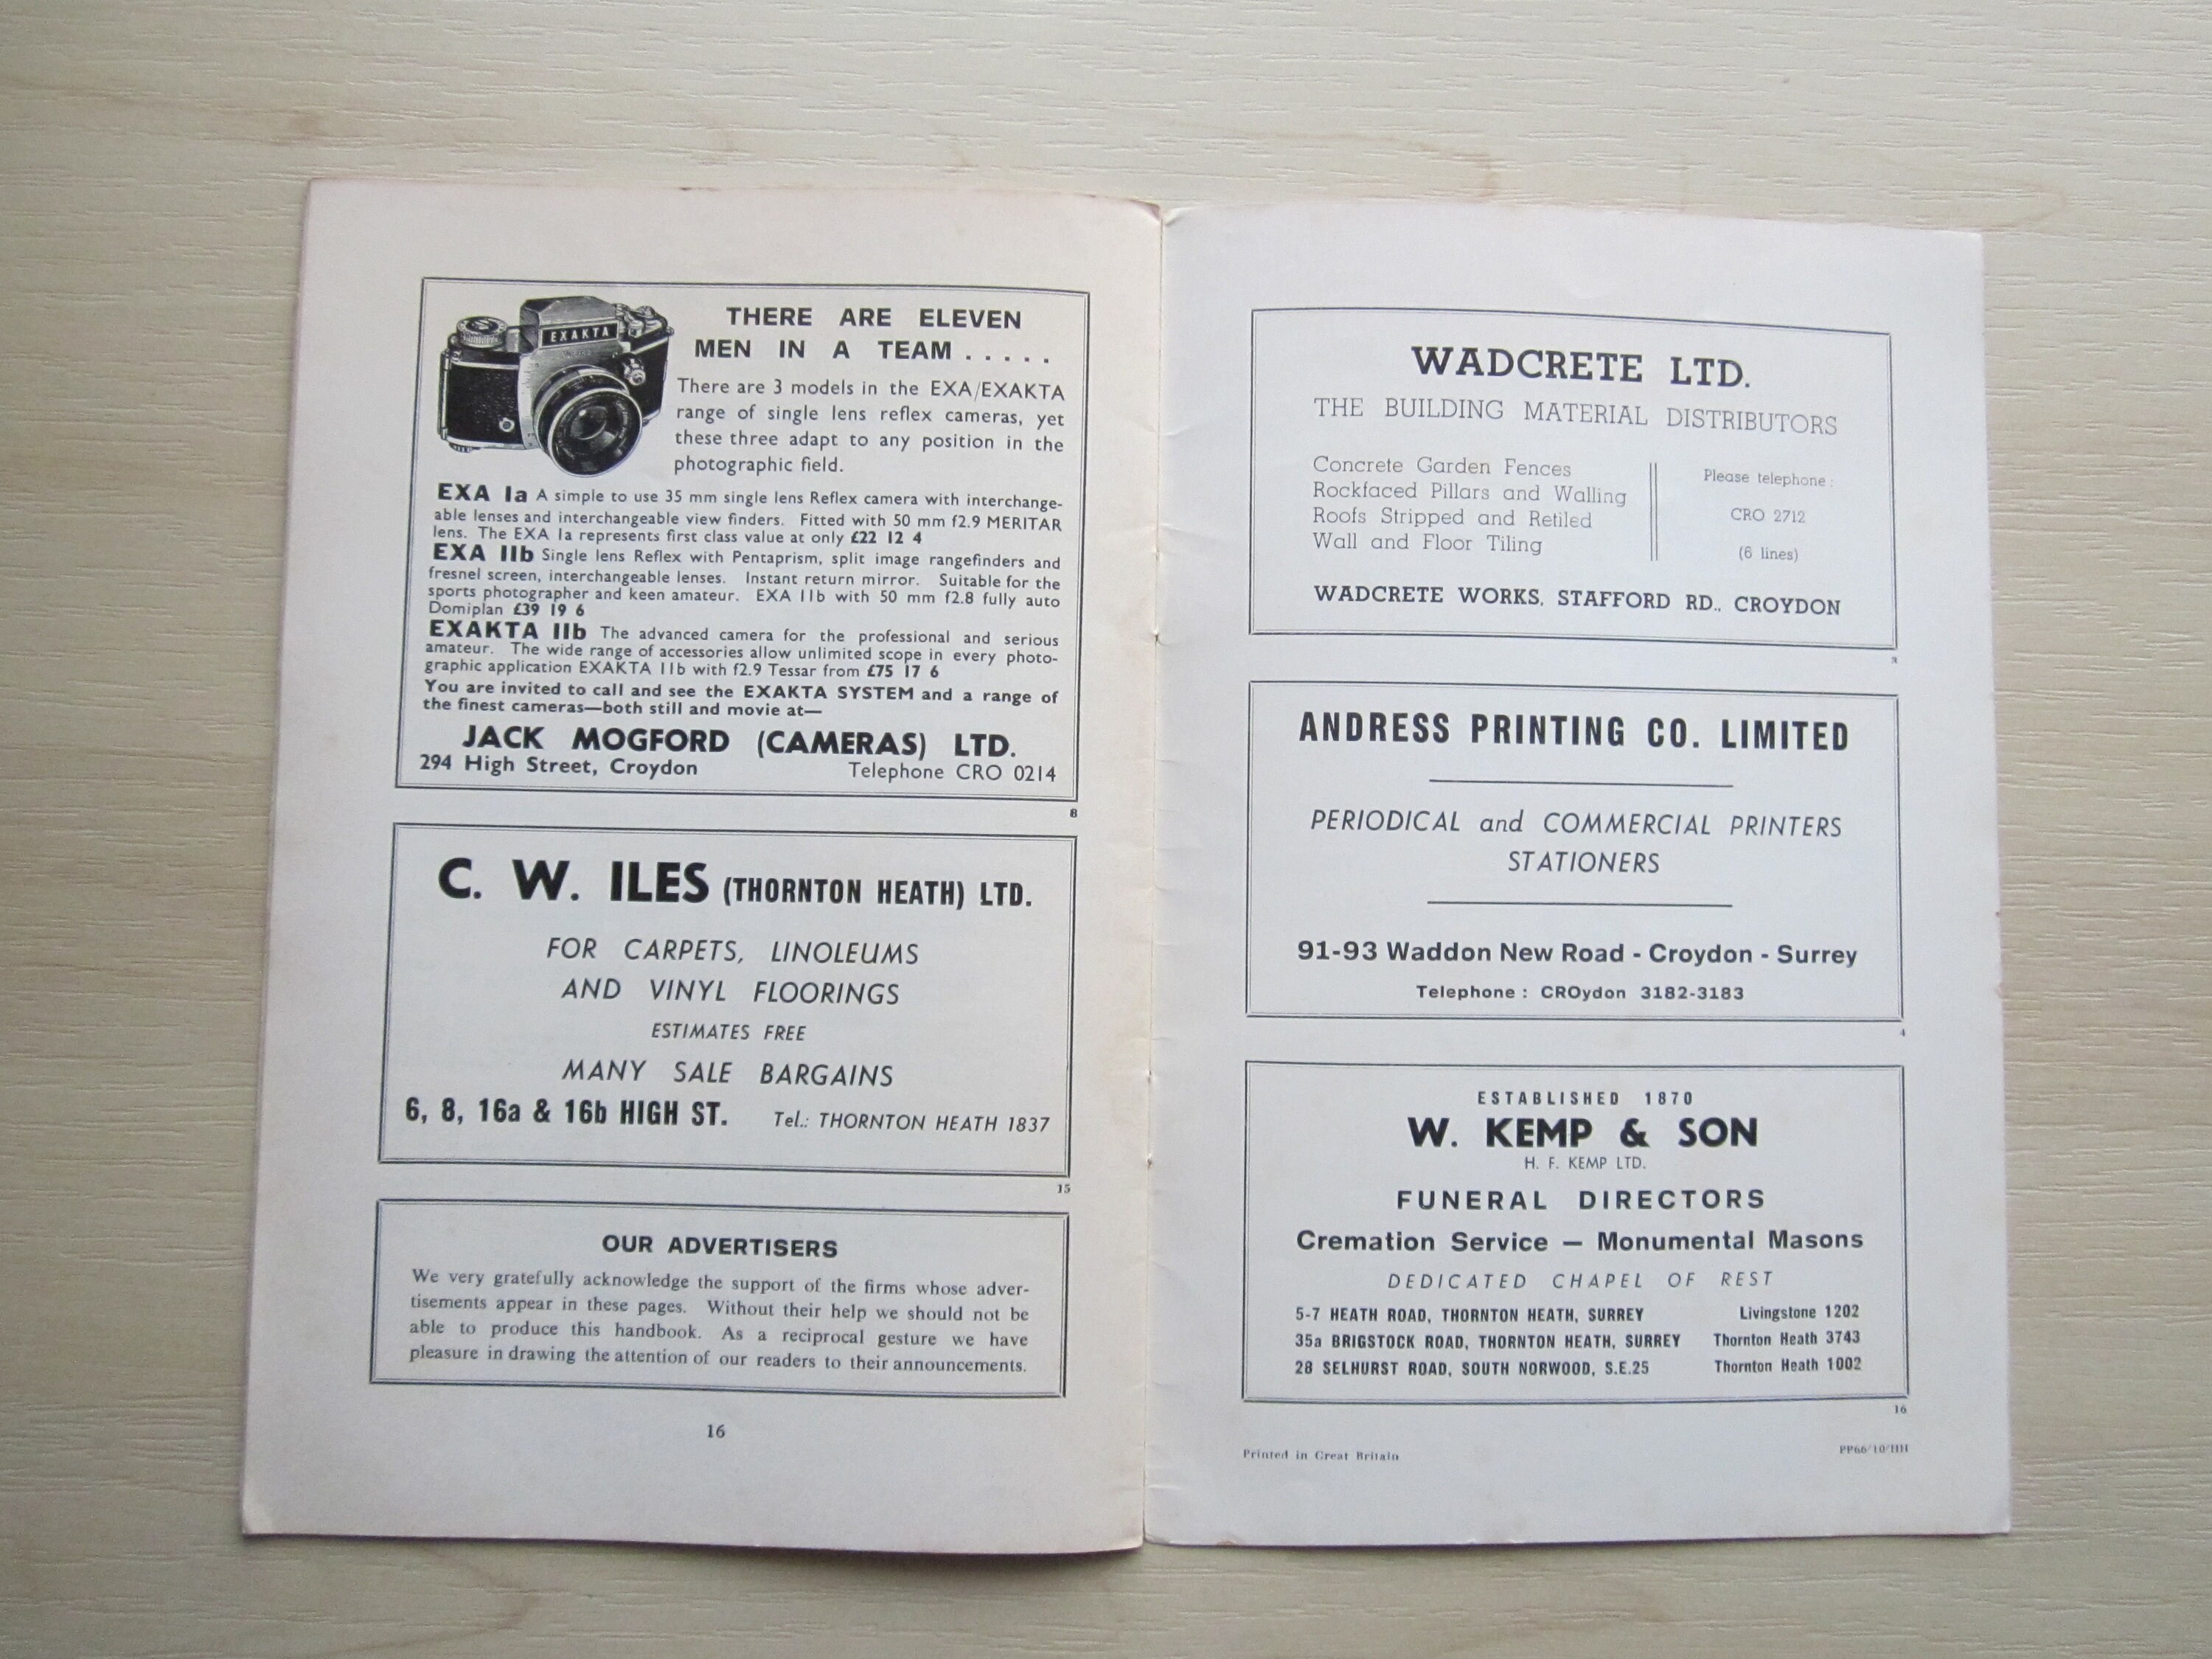 EXAKTA
THERE ARE ELEVEN
MEN IN A TEAM . . . . .
There are 3 models in the EXA/EXAKTA
range of single lens reflex cameras, yet
these three adapt to any position in the
photographic field.
EXA Ia A simple to use 35 mm single lens Reflex camera with interchange-
able lenses and interchangeable view finders. Fitted with 50 mm f2.9 MERITAR
lens. The EXA Ia represents first class value at only £22 12 4
EXA IIb Single lens Reflex with Pentaprism, split image rangefinders and
fresnel screen, interchangeable lenses. Instant return mirror. Suitable for the
sports photographer and keen amateur. EXA IIb with 50 mm f2.8 fully auto
Domiplan £39 19 6
EXAKTA IIb The advanced camera for the professional and serious
amateur. The wide range of accessories allow unlimited scope in every photo-
graphic application EXAKTA IIb with f2.9 Tessar from £75 17 6
You are invited to call and see the EXAKTA SYSTEM and a range of
the finest cameras—both still and movie at—
JACK MOGFORD (CAMERAS) LTD.
294 High Street, Croydon Telephone CRO 0214
8
C. W. ILES (THORNTON HEATH) LTD.
FOR CARPETS, LINOLEUMS
AND VINYL FLOORINGS
ESTIMATES FREE
MANY SALE BARGAINS
6, 8, 16a & 16b HIGH ST. Tel.: THORNTON HEATH 1837
15
OUR ADVERTISERS
We very gratefully acknowledge the support of the firms whose adver-
tisements appear in these pages. Without their help we should not be
able to produce this handbook. As a reciprocal gesture we have
pleasure in drawing the attention of our readers to their announcements.
16
WADCRETE LTD.
THE BUILDING MATERIAL DISTRIBUTORS
Concrete Garden Fences
Rockfaced Pillars and Walling
Roofs Stripped and Retiled
Wall and Floor Tiling
Please telephone :
CRO 2712
(6 lines)
WADCRETE WORKS, STAFFORD RD., CROYDON
ANDRESS PRINTING CO. LIMITED
PERIODICAL and COMMERCIAL PRINTERS
STATIONERS
91-93 Waddon New Road - Croydon - Surrey
Telephone : CROydon 3182-3183
4
ESTABLISHED 1870
W. KEMP & SON
H. F. KEMP LTD.
FUNERAL DIRECTORS
Cremation Service — Monumental Masons
DEDICATED CHAPEL OF REST
5-7 HEATH ROAD, THORNTON HEATH, SURREY Livingstone 1202
35a BRIGSTOCK ROAD, THORNTON HEATH, SURREY Thornton Heath 3743
28 SELHURST ROAD, SOUTH NORWOOD, S.E.25 Thornton Heath 1002
16
Printed in Great Britain PP66/10/HH